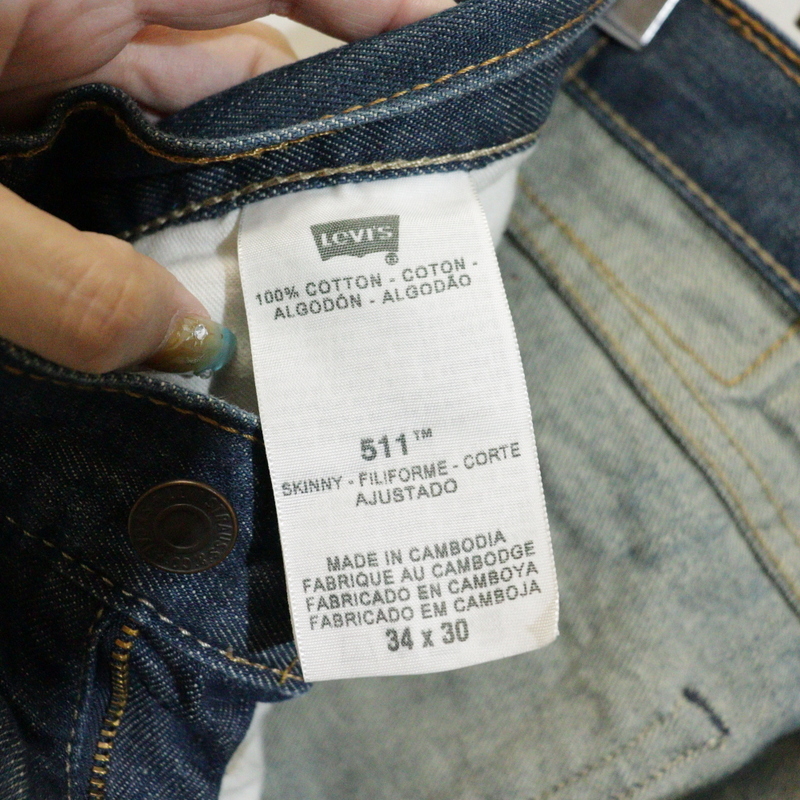 Levi's®
100% COTTON - COTON -
ALGODÓN - ALGODÃO
511™
SKINNY - FILIFORME - CORTE
AJUSTADO
MADE IN CAMBODIA
FABRIQUE AU CAMBODGE
FABRICADO EN CAMBOYA
FABRICADO EM CAMBOJA
34 x 30